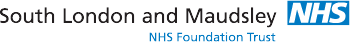 South London and Maudsley NHS
NHS Foundation Trust